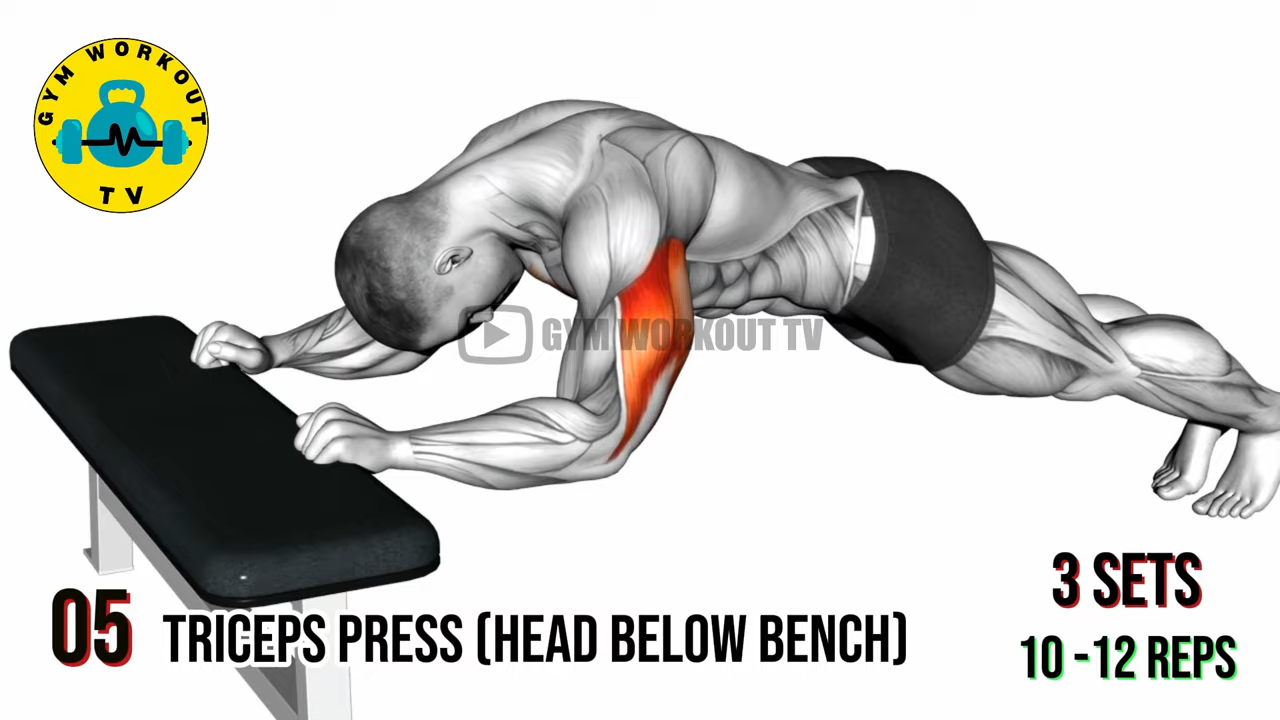 GYM WORKOUT
TV
GYM WORKOUT TV
05 TRICEPS PRESS (HEAD BELOW BENCH)
3 SETS
10 -12 REPS